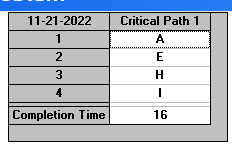 11-21-2022 Critical Path 1
1 A
2 E
3 H
4 I
Completion Time 16